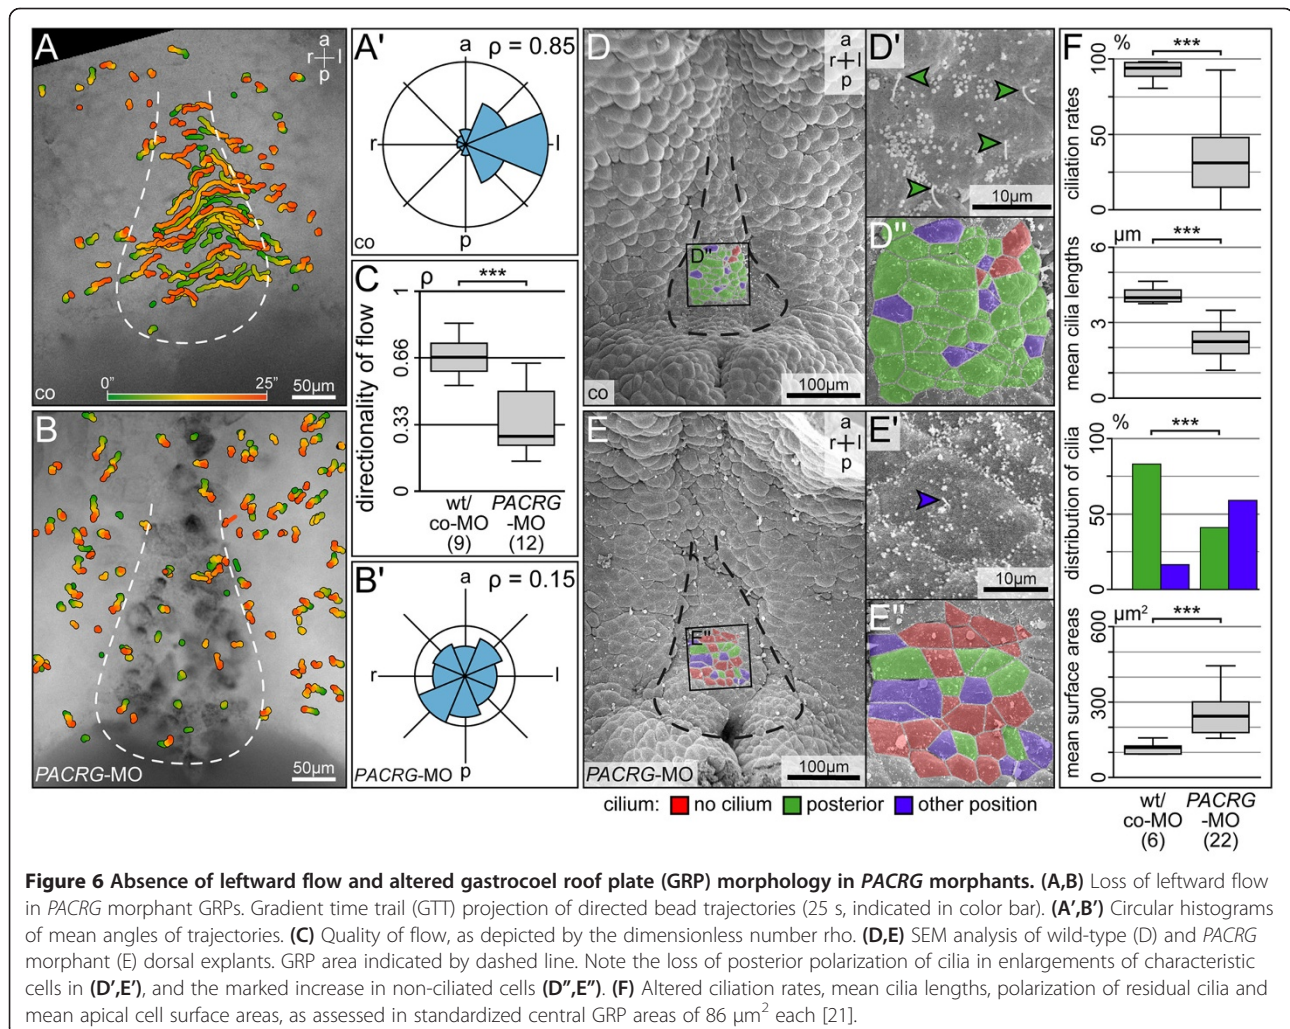 A
a
r l
p
co
0" 25"
50µm
A'
a
ρ = 0.85
r
l
p
co
B
PACRG-MO
50µm
B'
a
ρ = 0.15
r
l
p
PACRG-MO
C
ρ
***
directionality of flow
1
0.66
0.33
0
wt/
co-MO
(9)
PACRG
-MO
(12)
D
a
r l
p
D"
co
100µm
D'
10µm
D"
E
a
r l
p
E"
PACRG-MO
100µm
E'
10µm
E"
cilium: no cilium posterior other position
F
%
***
ciliation rates
100
50
0
µm
***
mean cilia lengths
6
3
0
%
***
distribution of cilia
100
50
0
µm²
***
mean surface areas
600
300
0
wt/
co-MO
(6)
PACRG
-MO
(22)
Figure 6 Absence of leftward flow and altered gastrocoel roof plate (GRP) morphology in PACRG morphants. (A,B) Loss of leftward flow
in PACRG morphant GRPs. Gradient time trail (GTT) projection of directed bead trajectories (25 s, indicated in color bar). (A′,B′) Circular histograms
of mean angles of trajectories. (C) Quality of flow, as depicted by the dimensionless number rho. (D,E) SEM analysis of wild-type (D) and PACRG
morphant (E) dorsal explants. GRP area indicated by dashed line. Note the loss of posterior polarization of cilia in enlargements of characteristic
cells in (D′,E′), and the marked increase in non-ciliated cells (D″,E″). (F) Altered ciliation rates, mean cilia lengths, polarization of residual cilia and
mean apical cell surface areas, as assessed in standardized central GRP areas of 86 μm² each [21].